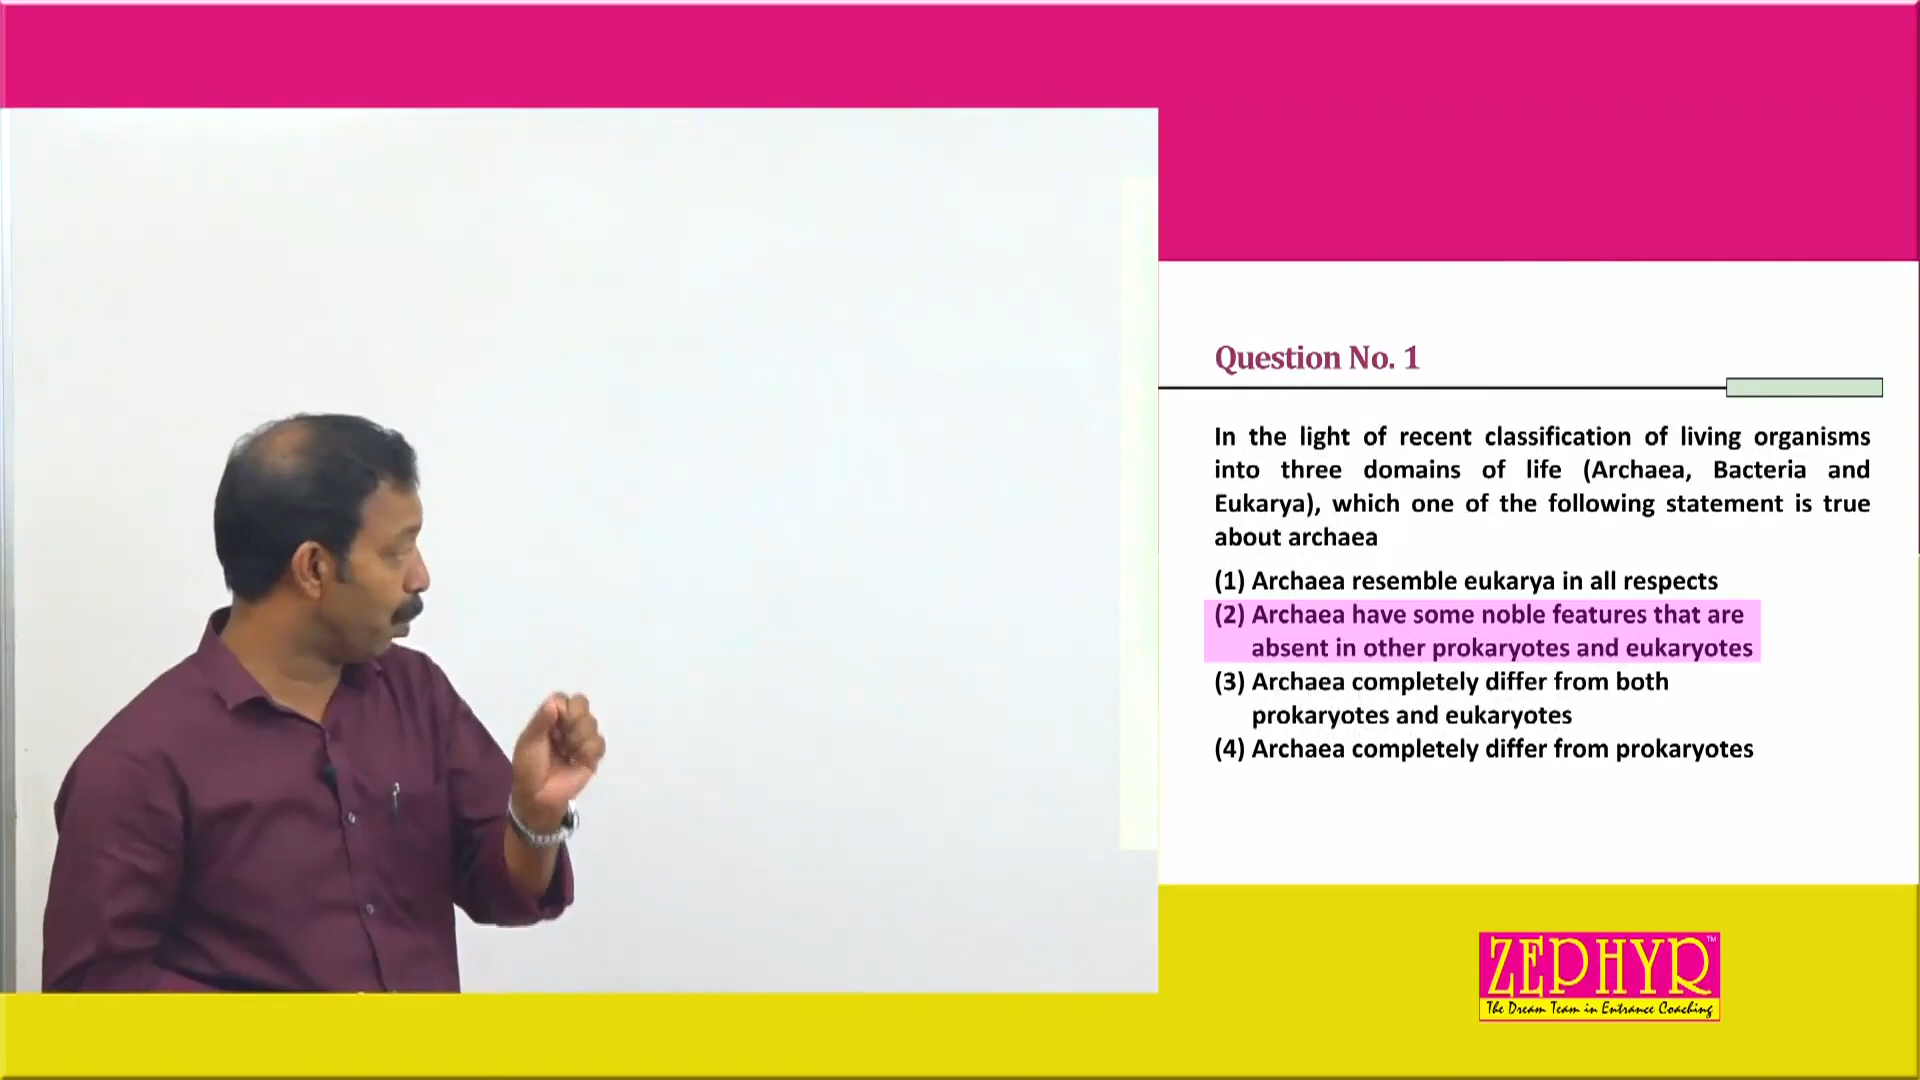 Question No. 1
In the light of recent classification of living organisms
into three domains of life (Archaea, Bacteria and
Eukarya), which one of the following statement is true
about archaea
(1) Archaea resemble eukarya in all respects
(2) Archaea have some noble features that are
absent in other prokaryotes and eukaryotes
(3) Archaea completely differ from both
prokaryotes and eukaryotes
(4) Archaea completely differ from prokaryotes
ZEPHYR™
The Dream Team in Entrance Coaching